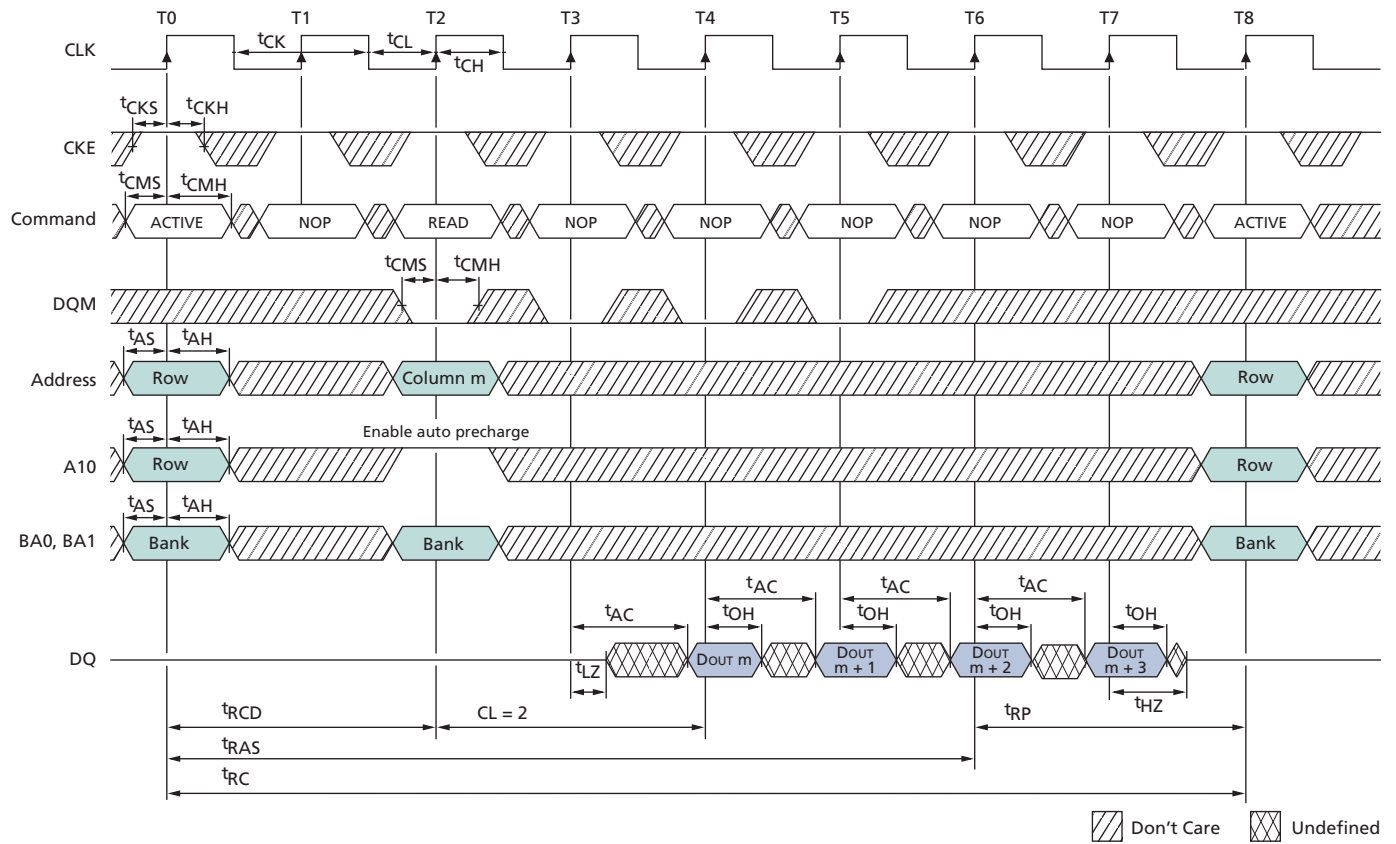 T0 T1 T2 T3 T4 T5 T6 T7 T8
CLK
tCK tCL
tCH
tCKS tCKH
CKE
tCMS tCMH
Command ACTIVE NOP READ NOP NOP NOP NOP NOP ACTIVE
tCMS tCMH
DQM
tAS tAH
Address Row Column m Row
Enable auto precharge
tAS tAH
A10 Row Row
tAS tAH
BA0, BA1 Bank Bank Bank
tAC tAC tAC
tAC tOH tOH tOH tOH
DQ DOUT m DOUT m + 1 DOUT m + 2 DOUT m + 3
tLZ tHZ
tRCD CL = 2 tRP
tRAS
tRC
Don't Care Undefined